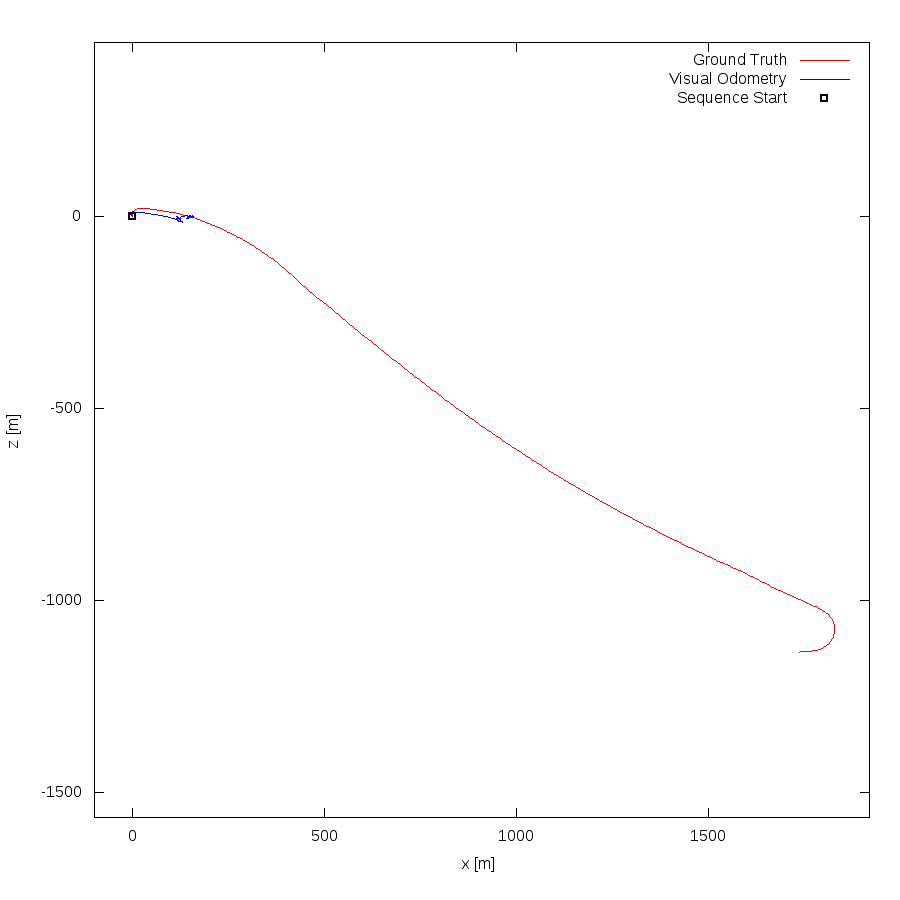 Ground Truth
Visual Odometry
Sequence Start
0
-500
-1000
-1500
z [m]
0 500 1000 1500
x [m]